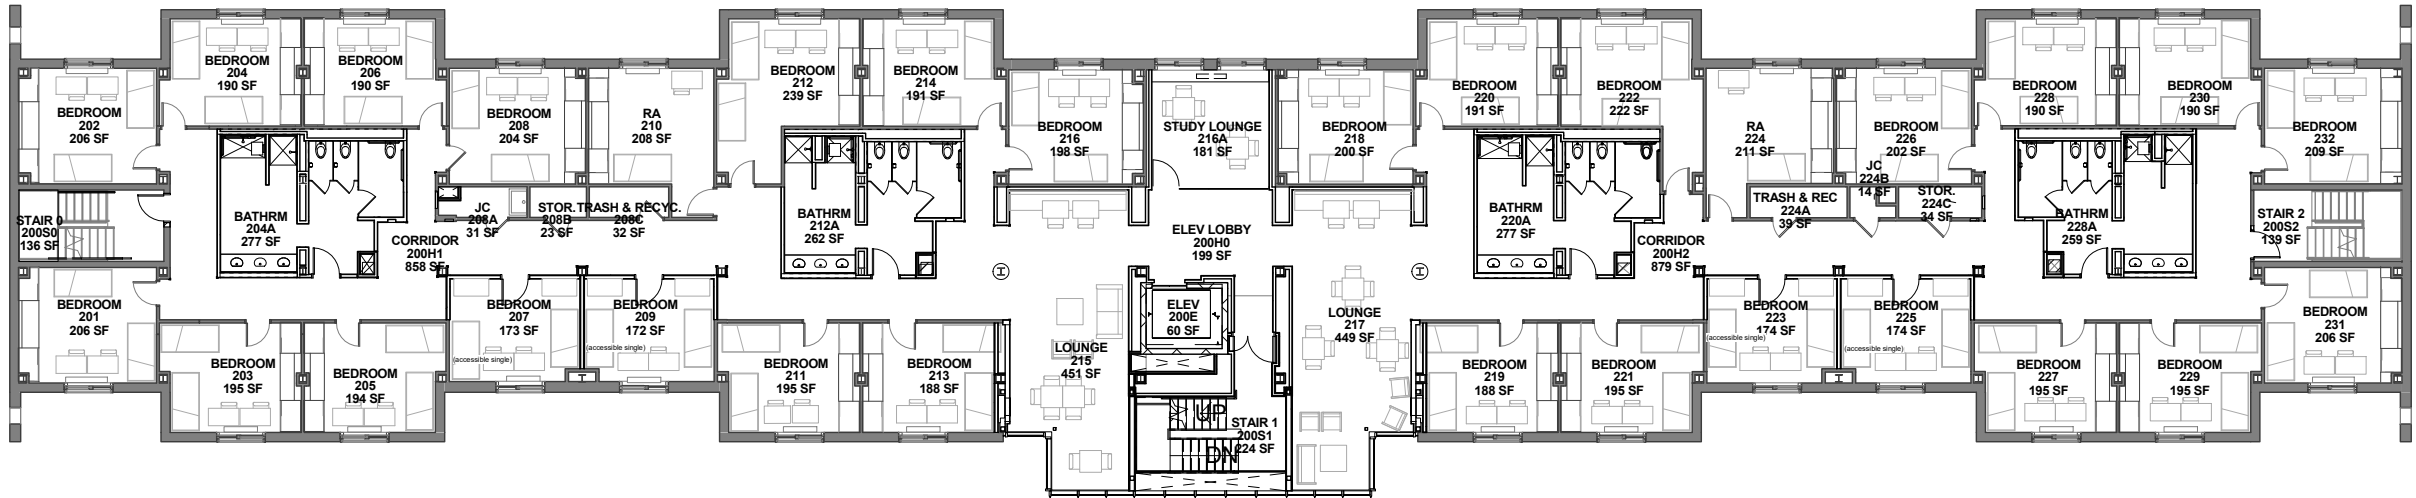 BEDROOM
204
190 SF
BEDROOM
206
190 SF
BEDROOM
212
239 SF
BEDROOM
214
191 SF
BEDROOM
220
191 SF
BEDROOM
222
222 SF
BEDROOM
228
190 SF
BEDROOM
230
190 SF
BEDROOM
202
206 SF
BEDROOM
208
204 SF
RA
210
208 SF
BEDROOM
216
198 SF
STUDY LOUNGE
216A
181 SF
BEDROOM
218
200 SF
RA
224
211 SF
BEDROOM
226
202 SF
BEDROOM
232
209 SF
STAIR 0
200S0
136 SF
BATHRM
204A
277 SF
JC
208A
31 SF
STOR.
208B
23 SF
TRASH & RECYC.
208C
32 SF
BATHRM
212A
262 SF
BATHRM
220A
277 SF
TRASH & REC
224A
39 SF
JC
224B
14 SF
STOR.
224C
34 SF
BATHRM
228A
259 SF
STAIR 2
200S2
139 SF
CORRIDOR
200H1
858 SF
ELEV LOBBY
200H0
199 SF
CORRIDOR
200H2
879 SF
BEDROOM
201
206 SF
BEDROOM
207
173 SF
(accessible single)
BEDROOM
209
172 SF
(accessible single)
ELEV
200E
60 SF
LOUNGE
217
449 SF
BEDROOM
223
174 SF
(accessible single)
BEDROOM
225
174 SF
(accessible single)
BEDROOM
231
206 SF
BEDROOM
203
195 SF
BEDROOM
205
194 SF
BEDROOM
211
195 SF
BEDROOM
213
188 SF
LOUNGE
215
451 SF
BEDROOM
219
188 SF
BEDROOM
221
195 SF
BEDROOM
227
195 SF
BEDROOM
229
195 SF
UP
DN
STAIR 1
200S1
224 SF